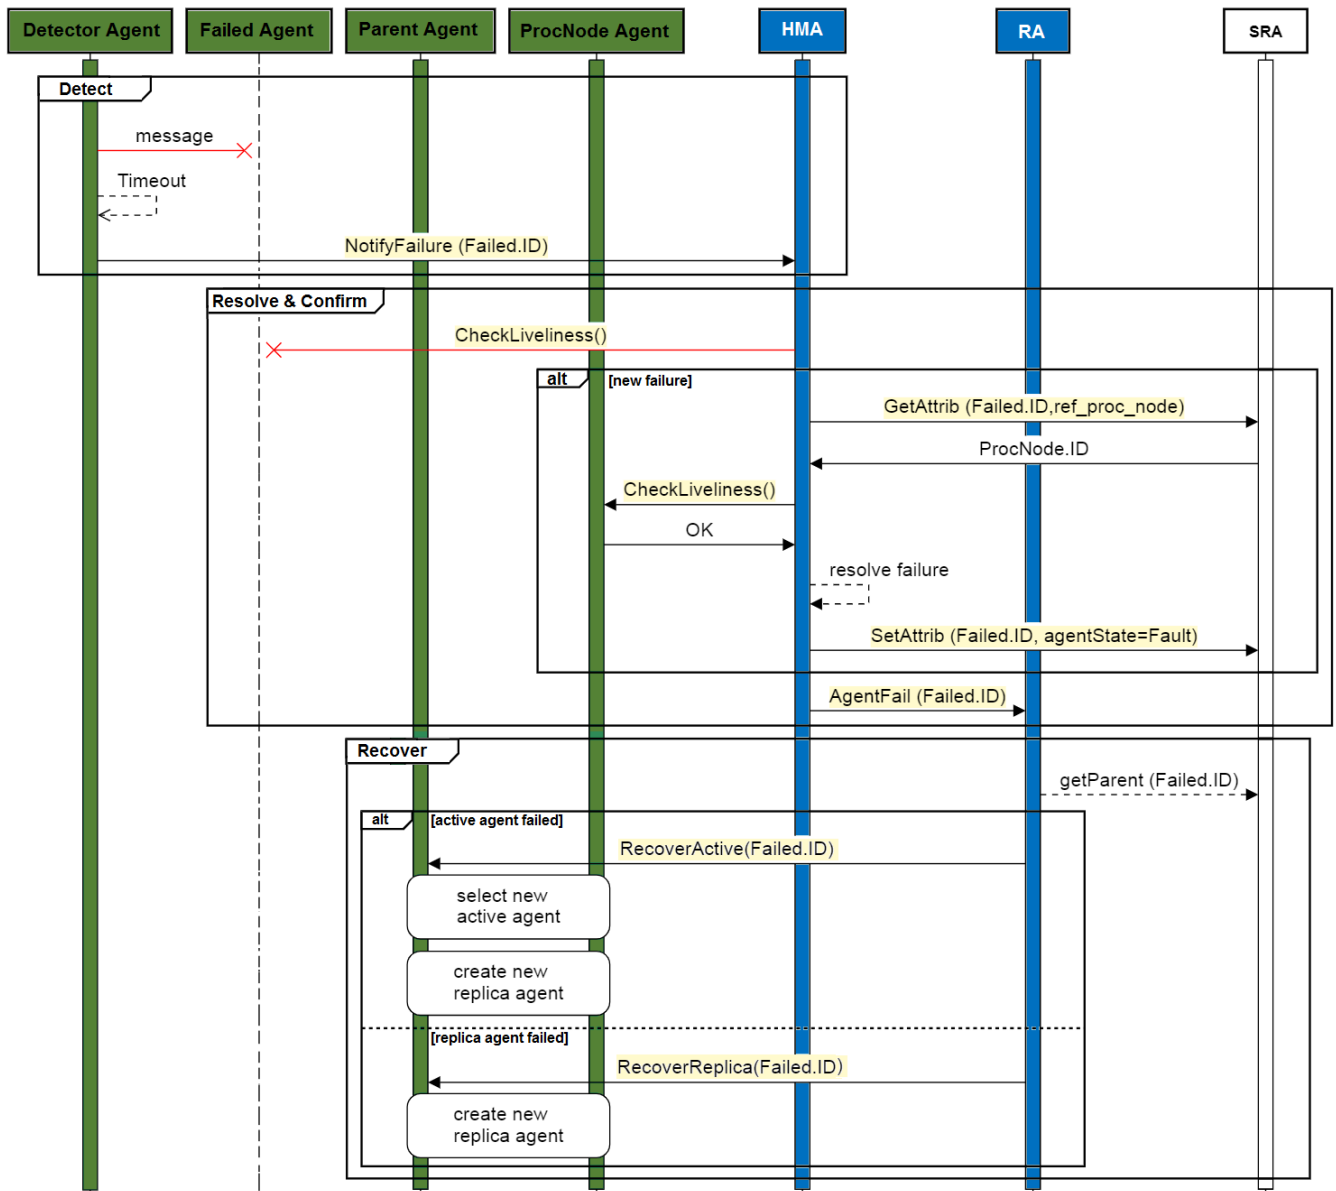 Detector Agent
Failed Agent
Parent Agent
ProcNode Agent
HMA
RA
SRA
Detect
message
Timeout
NotifyFailure (Failed.ID)
Resolve & Confirm
CheckLiveliness()
alt
[new failure]
GetAttrib (Failed.ID,ref_proc_node)
ProcNode.ID
CheckLiveliness()
OK
resolve failure
SetAttrib (Failed.ID, agentState=Fault)
AgentFail (Failed.ID)
Recover
getParent (Failed.ID)
alt
[active agent failed]
RecoverActive(Failed.ID)
select new
active agent
create new
replica agent
[replica agent failed]
RecoverReplica(Failed.ID)
create new
replica agent